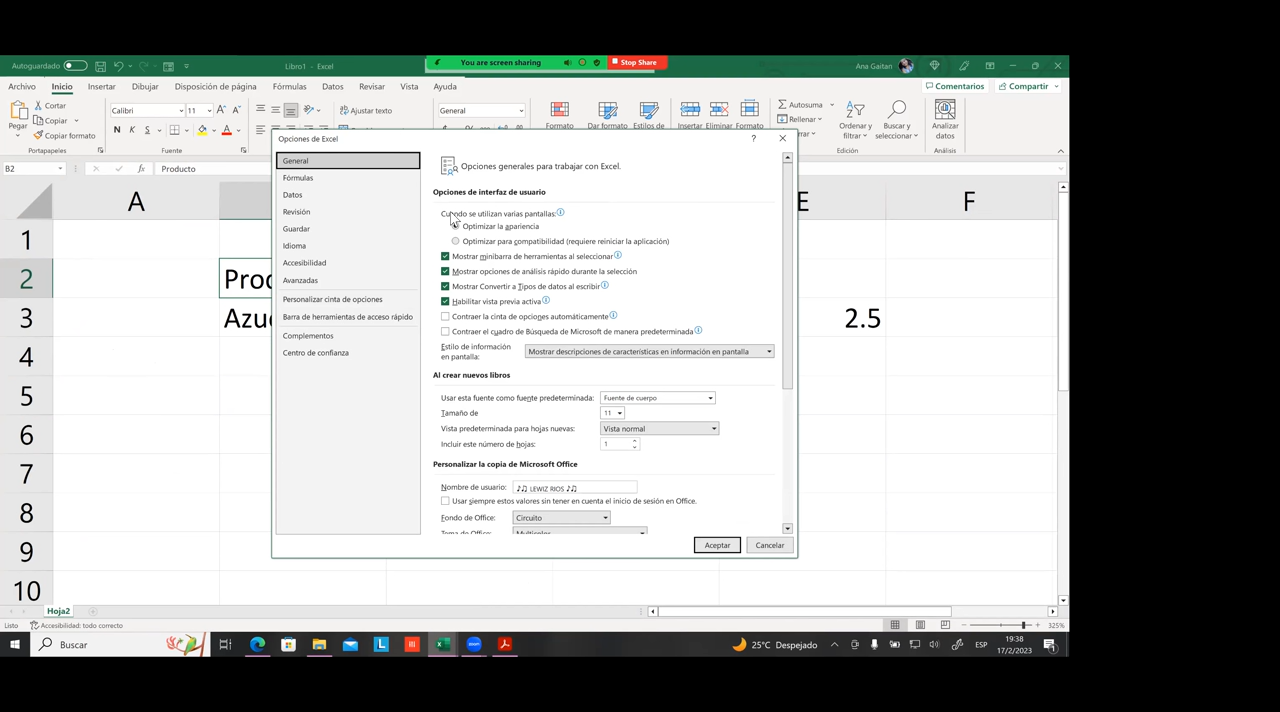 Autoguardado
Libro1 - Excel
You are screen sharing
Stop Share
Ana Gaitan
Archivo Inicio Insertar Dibujar Disposición de página Fórmulas Datos Revisar Vista Ayuda
Comentarios
Compartir
Pegar
Cortar
Copiar
Copiar formato
Portapapeles
Calibri 11
N K S
Fuente
Ajustar texto
General
Formato
Dar formato
Estilos de
Insertar
Eliminar
Formato
Autosuma
Rellenar
Ordenar y
filtrar
Buscar y
seleccionar
Edición
Analizar
datos
Análisis
B2
fx
Producto
A
E
F
1
2
3
4
5
6
7
8
9
10
2.5
Opciones de Excel
?
General
Fórmulas
Datos
Revisión
Guardar
Idioma
Accesibilidad
Avanzadas
Personalizar cinta de opciones
Barra de herramientas de acceso rápido
Complementos
Centro de confianza
Opciones generales para trabajar con Excel.
Opciones de interfaz de usuario
Cuando se utilizan varias pantallas:
Optimizar la apariencia
Optimizar para compatibilidad (requiere reiniciar la aplicación)
Mostrar minibarra de herramientas al seleccionar
Mostrar opciones de análisis rápido durante la selección
Mostrar Convertir a Tipos de datos al escribir
Habilitar vista previa activa
Contraer la cinta de opciones automáticamente
Contraer el cuadro de Búsqueda de Microsoft de manera predeterminada
Estilo de información
en pantalla:
Mostrar descripciones de características en información en pantalla
Al crear nuevos libros
Usar esta fuente como fuente predeterminada: Fuente de cuerpo
Tamaño de 11
Vista predeterminada para hojas nuevas: Vista normal
Incluir este número de hojas: 1
Personalizar la copia de Microsoft Office
Nombre de usuario: ♪♫ LEWIZ RIOS ♪♫
Usar siempre estos valores sin tener en cuenta el inicio de sesión en Office.
Fondo de Office: Circuito
Aceptar
Cancelar
Hoja2
Listo
Accesibilidad: todo correcto
325%
Buscar
25°C Despejado
ESP
19:38
17/2/2023